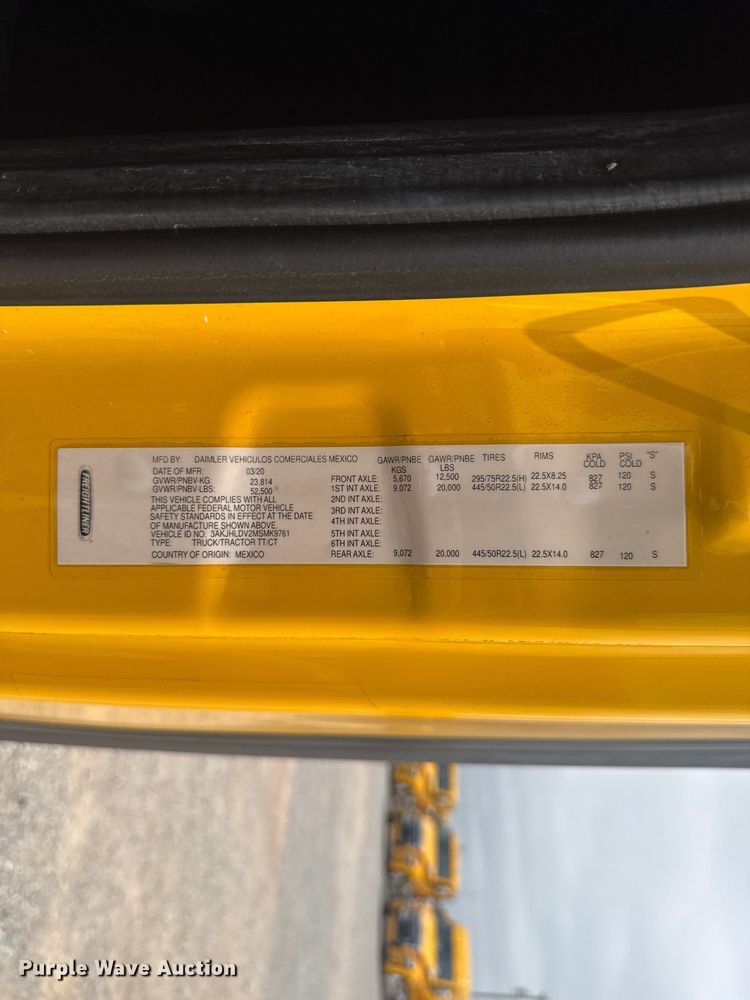 FREIGHTLINER
MFD BY: DAIMLER VEHICULOS COMERCIALES MEXICO
DATE OF MFR: 03/20
GVWR/PNBV-KG: 23,814
GVWR/PNBV-LBS: 52,500
THIS VEHICLE COMPLIES WITH ALL
APPLICABLE FEDERAL MOTOR VEHICLE
SAFETY STANDARDS IN EFFECT AT THE DATE
OF MANUFACTURE SHOWN ABOVE.
VEHICLE ID NO. 3AKJHLDV2MSMK9761
TYPE: TRUCK/TRACTOR TT/CT
COUNTRY OF ORIGIN: MEXICO
GAWR/PNBE GAWR/PNBE TIRES RIMS KPA PSI "S"
KGS LBS COLD COLD
FRONT AXLE: 5,670 12,500 295/75R22.5(H) 22.5X8.25 827 120 S
1ST INT AXLE: 9,072 20,000 445/50R22.5(L) 22.5X14.0 827 120 S
2ND INT AXLE:
3RD INT AXLE:
4TH INT AXLE:
5TH INT AXLE:
6TH INT AXLE:
REAR AXLE: 9,072 20,000 445/50R22.5(L) 22.5X14.0 827 120 S
Purple Wave Auction